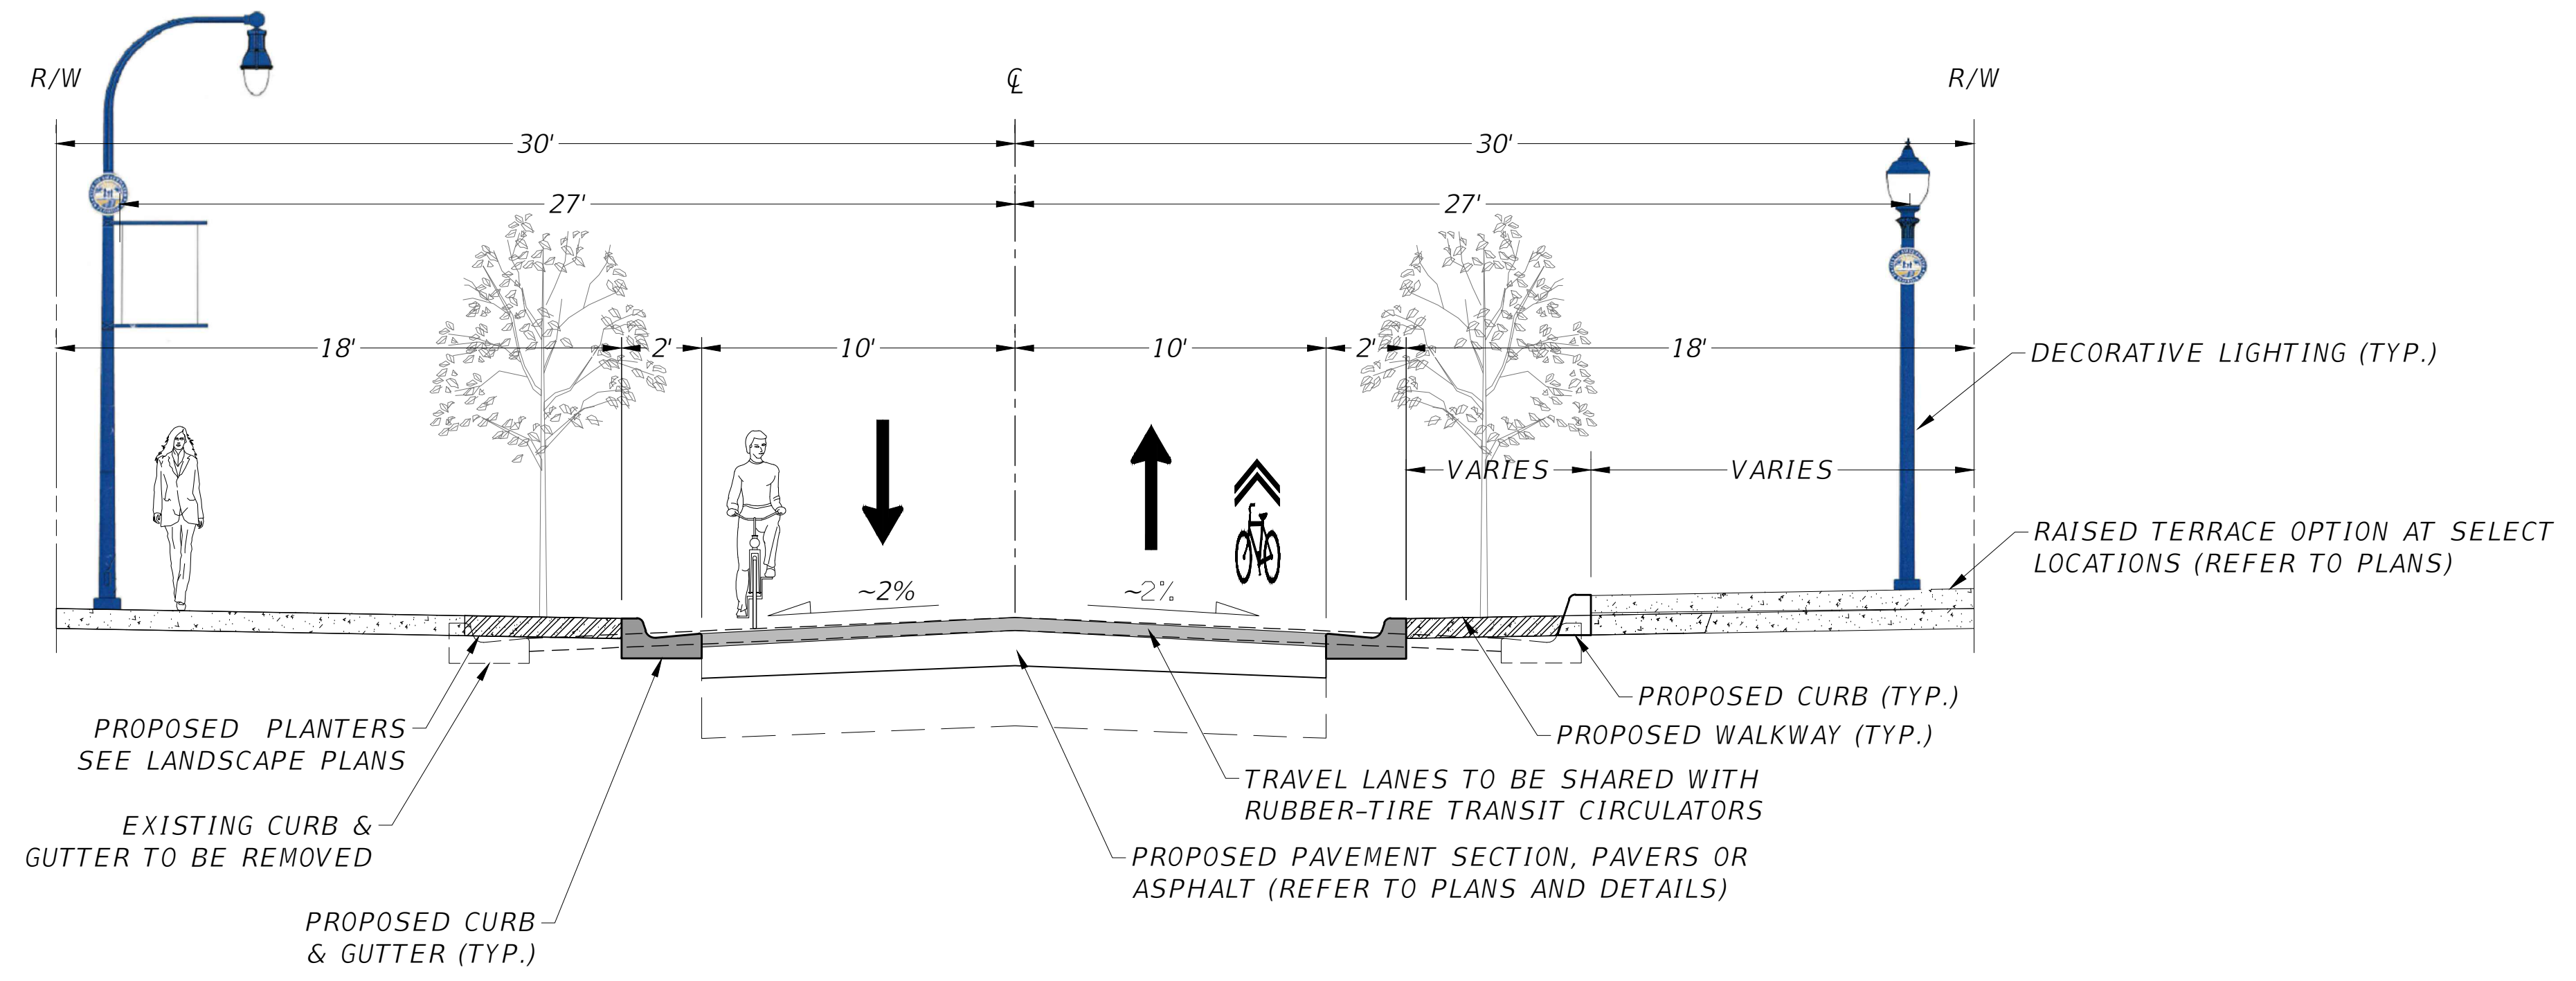 R/W
℄
R/W
30'
30'
27'
27'
18'
2'
10'
10'
2'
18'
DECORATIVE LIGHTING (TYP.)
VARIES
VARIES
RAISED TERRACE OPTION AT SELECT
LOCATIONS (REFER TO PLANS)
~2%
~2%
PROPOSED CURB (TYP.)
PROPOSED PLANTERS
SEE LANDSCAPE PLANS
PROPOSED WALKWAY (TYP.)
TRAVEL LANES TO BE SHARED WITH
RUBBER-TIRE TRANSIT CIRCULATORS
EXISTING CURB &
GUTTER TO BE REMOVED
PROPOSED PAVEMENT SECTION, PAVERS OR
ASPHALT (REFER TO PLANS AND DETAILS)
PROPOSED CURB
& GUTTER (TYP.)